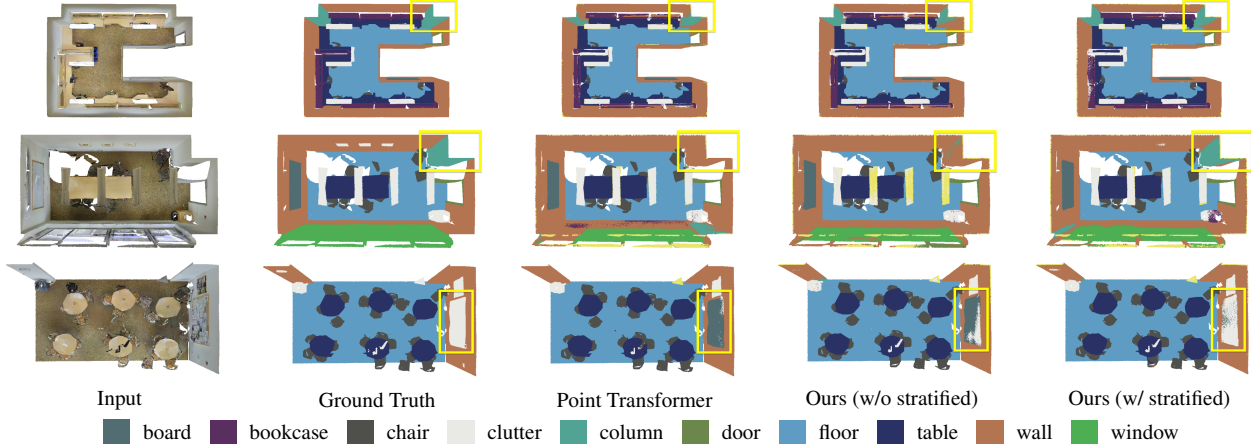 Input Ground Truth Point Transformer Ours (w/o stratified) Ours (w/ stratified)
board bookcase chair clutter column door floor table wall window